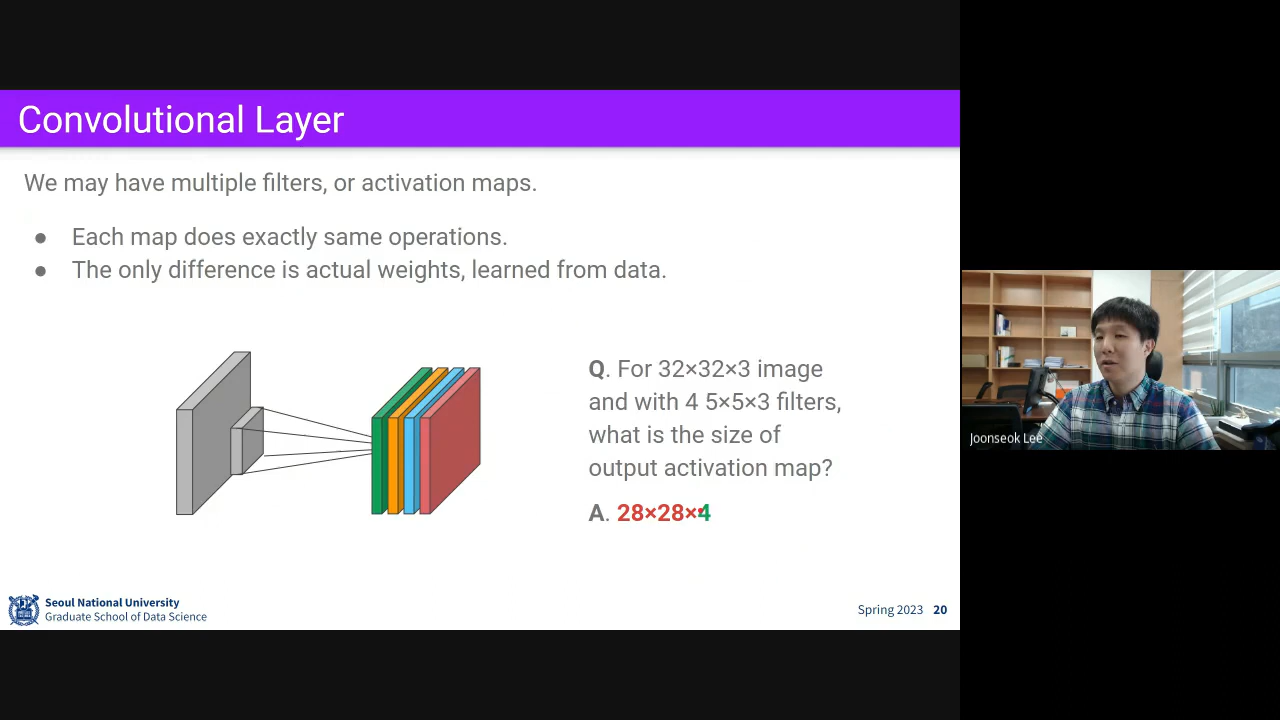 Convolutional Layer
We may have multiple filters, or activation maps.
● Each map does exactly same operations.
● The only difference is actual weights, learned from data.
Q. For 32×32×3 image
and with 4 5×5×3 filters,
what is the size of
output activation map?
A. 28×28×4
Joonseok Lee
Seoul National University
Graduate School of Data Science
Spring 2023 20